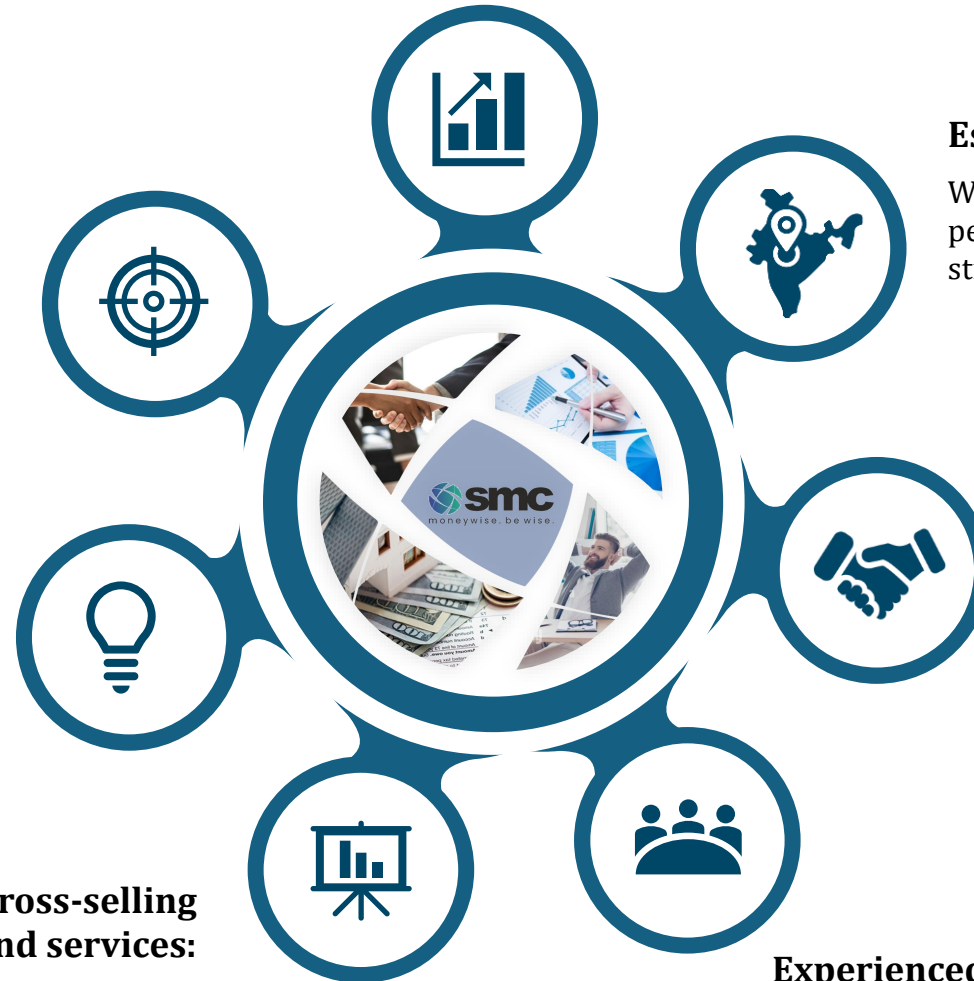 Es
W
pe
st
smc
moneywise. be wise.
ross-selling
nd services:
Experienced